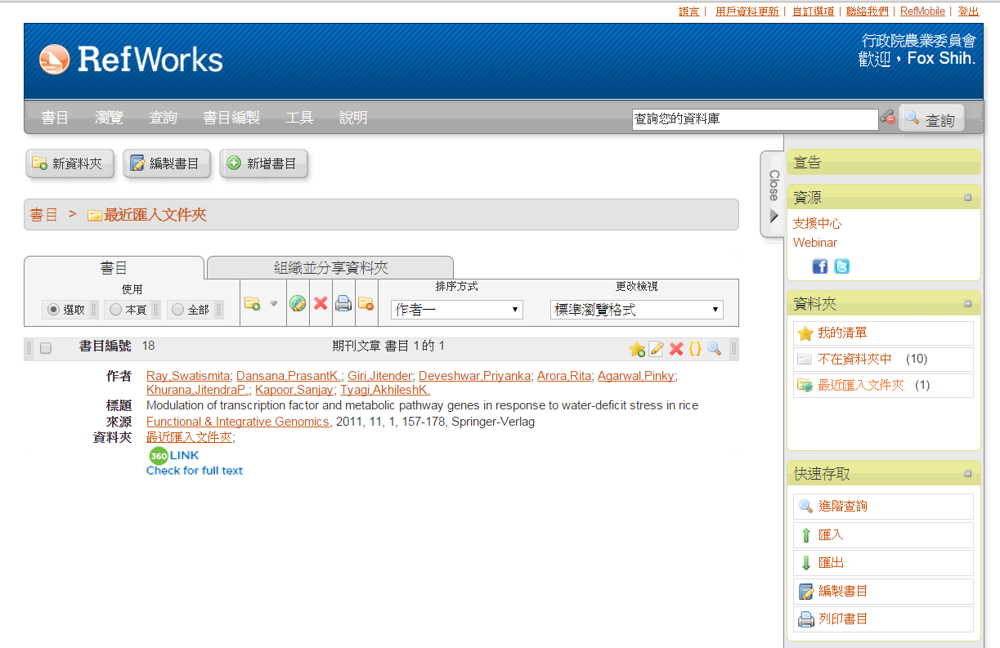 語言 | 用戶資料更新 | 自訂選項 | 聯絡我們 | RefMobile | 登出
RefWorks
行政院農業委員會
歡迎，Fox Shih.
書目 瀏覽 查詢 書目編製 工具 說明 查詢您的資料庫 查詢
新資料夾 編製書目 新增書目
書目 > 最近匯入文件夾
書目 組織並分享資料夾
使用 排序方式 更改檢視
選取 本頁 全部 作者一 標準瀏覽格式
書目編號 18 期刊文章 書目 1 的 1
作者 Ray,Swatismita; Dansana,PrasantK.; Giri,Jitender; Deveshwar,Priyanka; Arora,Rita; Agarwal,Pinky;
Khurana,JitendraP.; Kapoor,Sanjay; Tyagi,AkhileshK.
標題 Modulation of transcription factor and metabolic pathway genes in response to water-deficit stress in rice
來源 Functional & Integrative Genomics, 2011, 11, 1, 157-178, Springer-Verlag
資料夾 最近匯入文件夾;
360 LINK
Check for full text
Close
宣告
資源
支援中心
Webinar
資料夾
我的清單
不在資料夾中 (10)
最近匯入文件夾 (1)
快速存取
進階查詢
匯入
匯出
編製書目
列印書目